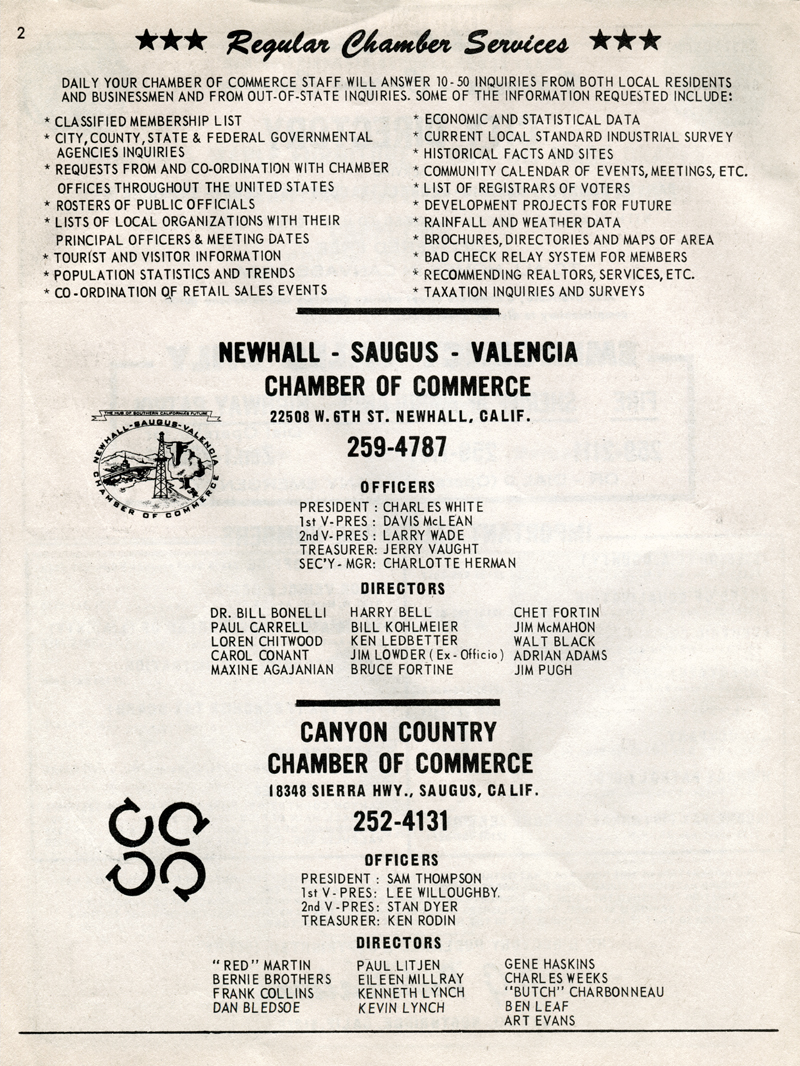 2
★★★ Regular Chamber Services ★★★
DAILY YOUR CHAMBER OF COMMERCE STAFF WILL ANSWER 10-50 INQUIRIES FROM BOTH LOCAL RESIDENTS
AND BUSINESSMEN AND FROM OUT-OF-STATE INQUIRIES. SOME OF THE INFORMATION REQUESTED INCLUDE:
* CLASSIFIED MEMBERSHIP LIST
* CITY, COUNTY, STATE & FEDERAL GOVERNMENTAL
AGENCIES INQUIRIES
* REQUESTS FROM AND CO-ORDINATION WITH CHAMBER
OFFICES THROUGHOUT THE UNITED STATES
* ROSTERS OF PUBLIC OFFICIALS
* LISTS OF LOCAL ORGANIZATIONS WITH THEIR
PRINCIPAL OFFICERS & MEETING DATES
* TOURIST AND VISITOR INFORMATION
* POPULATION STATISTICS AND TRENDS
* CO-ORDINATION OF RETAIL SALES EVENTS
* ECONOMIC AND STATISTICAL DATA
* CURRENT LOCAL STANDARD INDUSTRIAL SURVEY
* HISTORICAL FACTS AND SITES
* COMMUNITY CALENDAR OF EVENTS, MEETINGS, ETC.
* LIST OF REGISTRARS OF VOTERS
* DEVELOPMENT PROJECTS FOR FUTURE
* RAINFALL AND WEATHER DATA
* BROCHURES, DIRECTORIES AND MAPS OF AREA
* BAD CHECK RELAY SYSTEM FOR MEMBERS
* RECOMMENDING REALTORS, SERVICES, ETC.
* TAXATION INQUIRIES AND SURVEYS
NEWHALL - SAUGUS - VALENCIA
CHAMBER OF COMMERCE
22508 W. 6TH ST. NEWHALL, CALIF.
259-4787
THE HUB OF SOUTHERN CALIFORNIA'S FUTURE
NEWHALL-SAUGUS-VALENCIA
CHAMBER OF COMMERCE
OFFICERS
PRESIDENT : CHARLES WHITE
1st V-PRES : DAVIS McLEAN
2nd V-PRES : LARRY WADE
TREASURER: JERRY VAUGHT
SEC'Y - MGR: CHARLOTTE HERMAN
DIRECTORS
DR. BILL BONELLI HARRY BELL CHET FORTIN
PAUL CARRELL BILL KOHLMEIER JIM McMAHON
LOREN CHITWOOD KEN LEDBETTER WALT BLACK
CAROL CONANT JIM LOWDER (Ex-Officio) ADRIAN ADAMS
MAXINE AGAJANIAN BRUCE FORTINE JIM PUGH
CANYON COUNTRY
CHAMBER OF COMMERCE
18348 SIERRA HWY., SAUGUS, CALIF.
252-4131
OFFICERS
PRESIDENT : SAM THOMPSON
1st V-PRES: LEE WILLOUGHBY.
2nd V-PRES: STAN DYER
TREASURER: KEN RODIN
DIRECTORS
"RED" MARTIN PAUL LITJEN GENE HASKINS
BERNIE BROTHERS EILEEN MILLRAY CHARLES WEEKS
FRANK COLLINS KENNETH LYNCH "BUTCH" CHARBONNEAU
DAN BLEDSOE KEVIN LYNCH BEN LEAF
ART EVANS